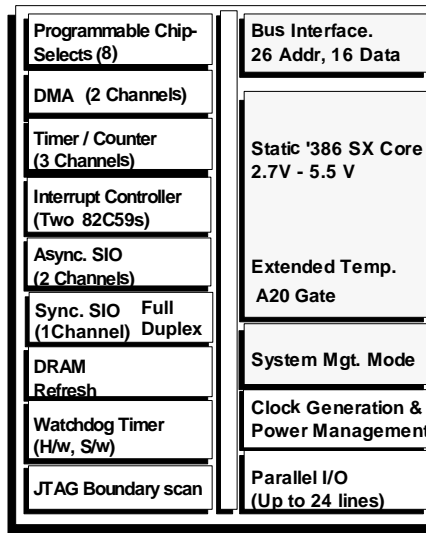 Programmable Chip-
Selects (8)
DMA (2 Channels)
Timer / Counter
(3 Channels)
Interrupt Controller
(Two 82C59s)
Async. SIO
(2 Channels)
Sync. SIO Full
(1Channel) Duplex
DRAM
Refresh
Watchdog Timer
(H/w, S/w)
JTAG Boundary scan
Bus Interface.
26 Addr, 16 Data
Static '386 SX Core
2.7V - 5.5 V
Extended Temp.
A20 Gate
System Mgt. Mode
Clock Generation &
Power Management
Parallel I/O
(Up to 24 lines)